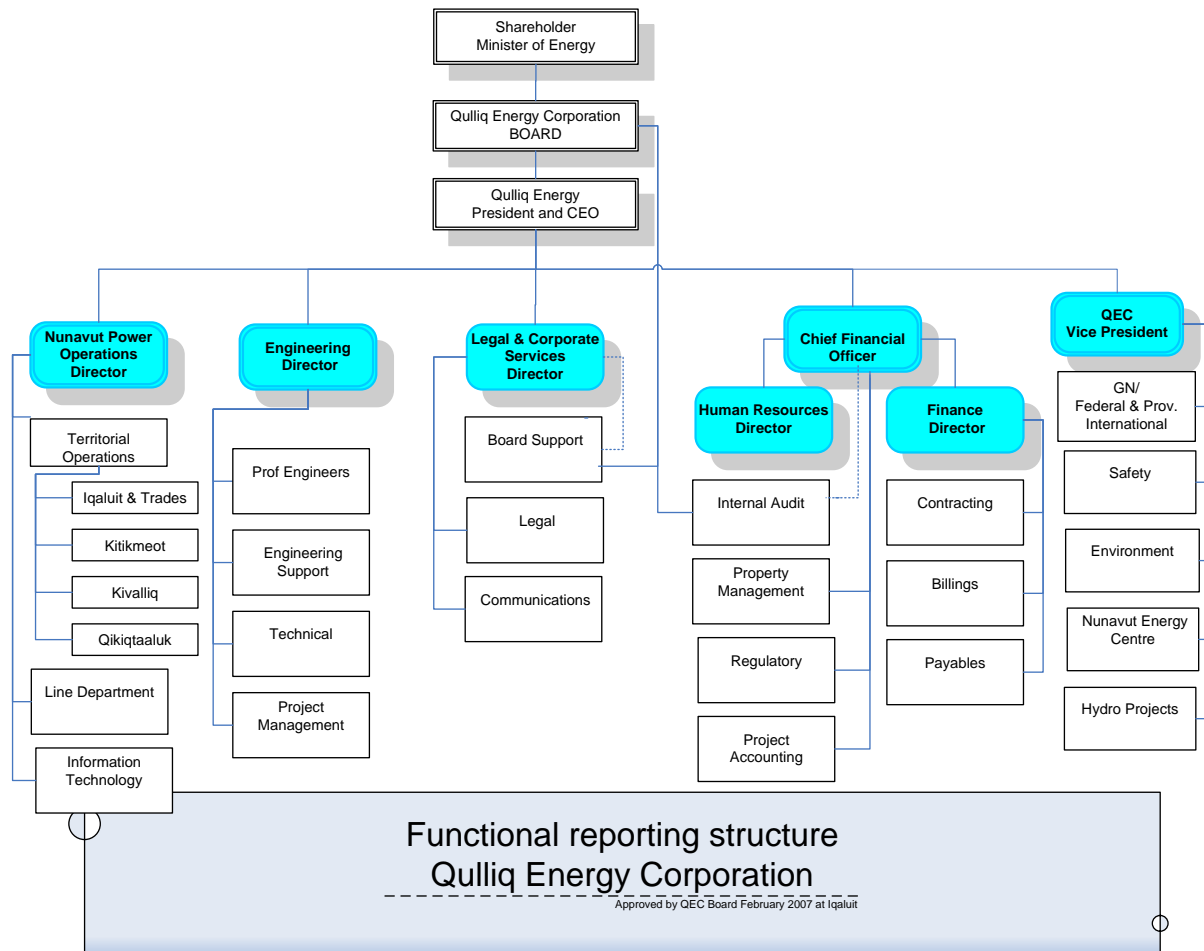 Shareholder
Minister of Energy
Qulliq Energy Corporation
BOARD
Qulliq Energy
President and CEO
Nunavut Power
Operations
Director
Engineering
Director
Legal & Corporate
Services
Director
Chief Financial
Officer
QEC
Vice President
Human Resources
Director
Finance
Director
Territorial
Operations
Iqaluit & Trades
Kitikmeot
Kivalliq
Qikiqtaaluk
Line Department
Information
Technology
Prof Engineers
Engineering
Support
Technical
Project
Management
Board Support
Legal
Communications
Internal Audit
Property
Management
Regulatory
Project
Accounting
Contracting
Billings
Payables
GN/
Federal & Prov.
International
Safety
Environment
Nunavut Energy
Centre
Hydro Projects
Functional reporting structure
Qulliq Energy Corporation
Approved by QEC Board February 2007 at Iqaluit